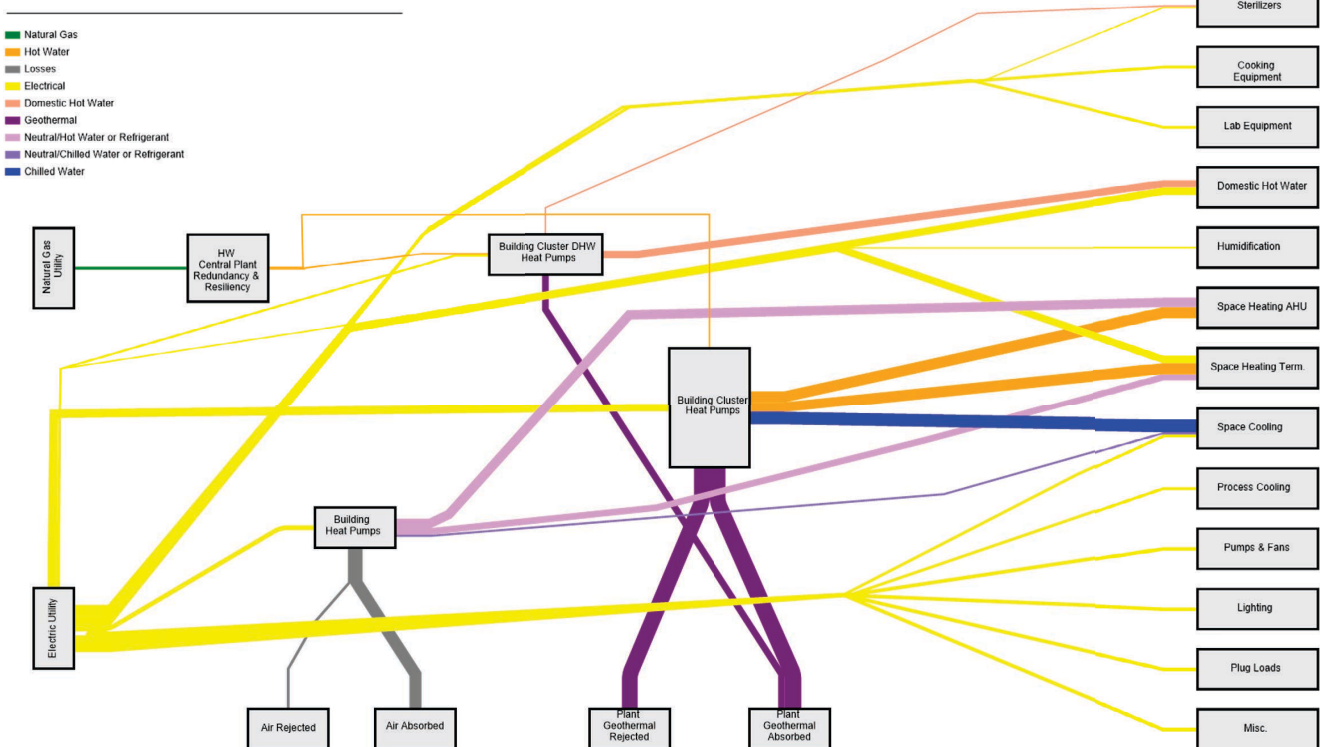 Natural Gas
Hot Water
Losses
Electrical
Domestic Hot Water
Geothermal
Neutral/Hot Water or Refrigerant
Neutral/Chilled Water or Refrigerant
Chilled Water
Natural Gas
Utility
HW
Central Plant
Redundancy &
Resiliency
Building Cluster DHW
Heat Pumps
Building Cluster
Heat Pumps
Building
Heat Pumps
Electric Utility
Air Rejected
Air Absorbed
Plant
Geothermal
Rejected
Plant
Geothermal
Absorbed
Sterilizers
Cooking
Equipment
Lab Equipment
Domestic Hot Water
Humidification
Space Heating AHU
Space Heating Term.
Space Cooling
Process Cooling
Pumps & Fans
Lighting
Plug Loads
Misc.